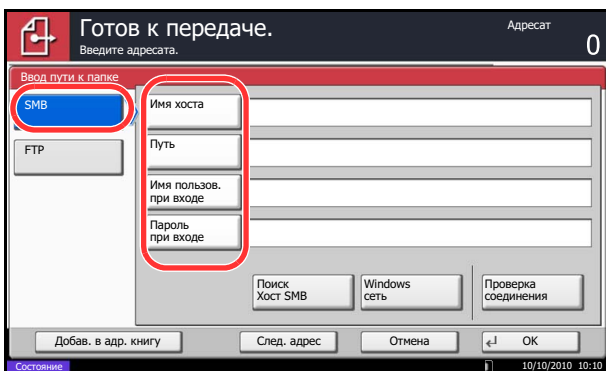 Готов к передаче.
Адресат
Введите адресата.
0
Ввод пути к папке
SMB
Имя хоста
FTP
Путь
Имя пользов.
при входе
Пароль
при входе
Поиск
Хост SMB
Windows
сеть
Проверка
соединения
Добав. в адр. книгу
След. адрес
Отмена
OK
Состояние
10/10/2010 10:10